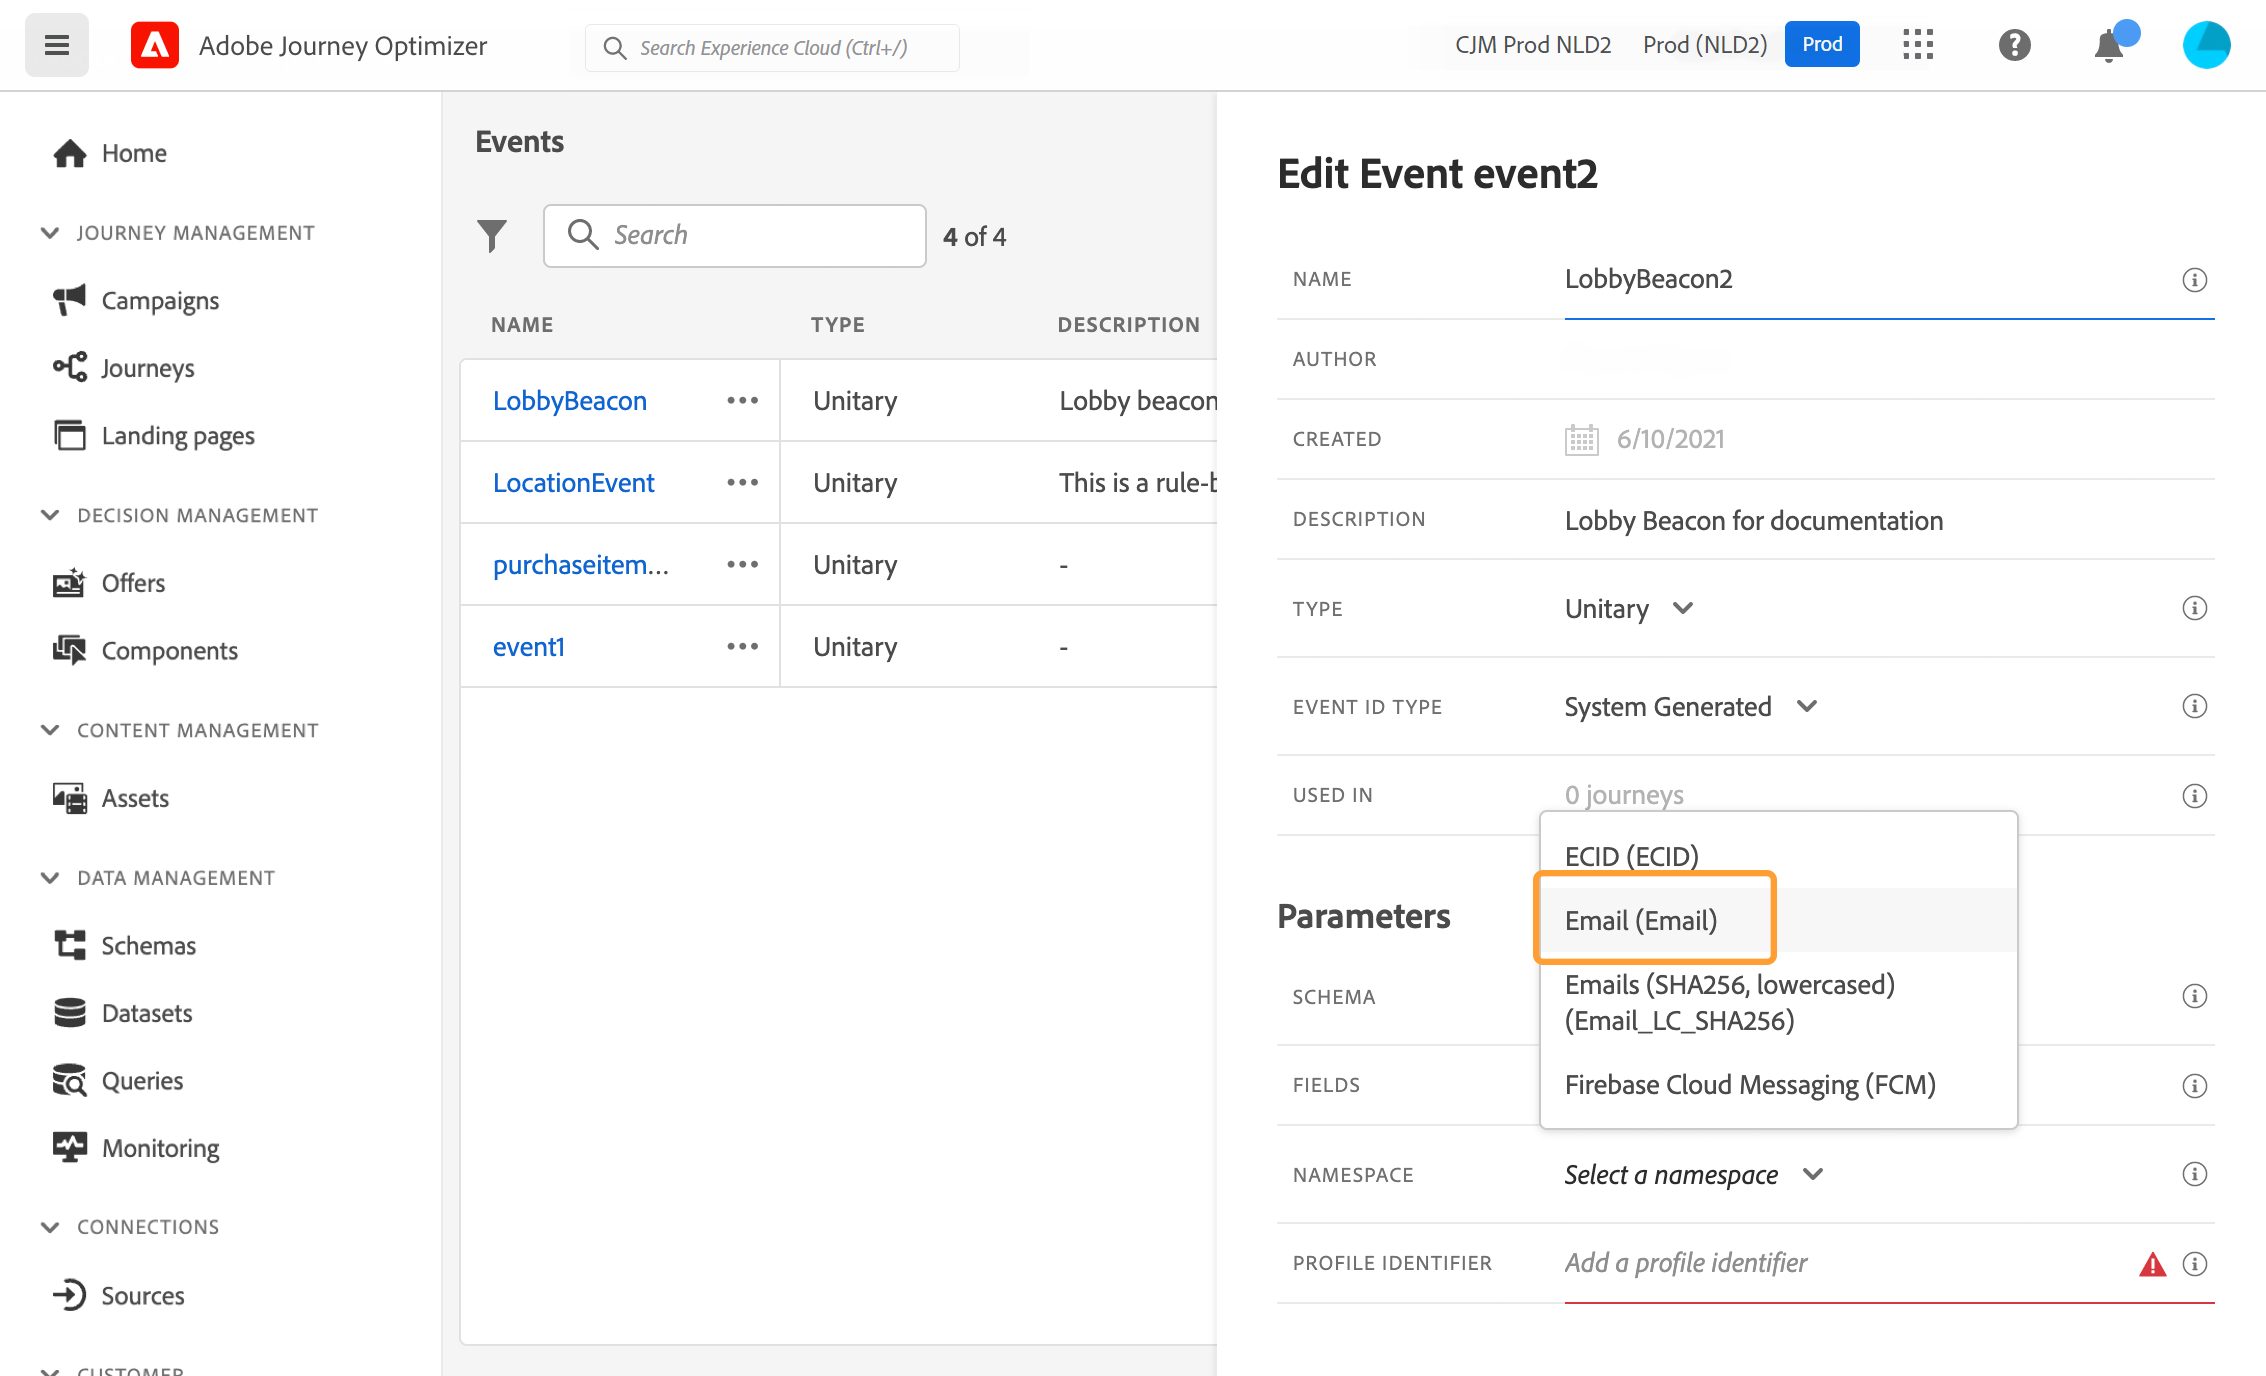 Adobe Journey Optimizer
Search Experience Cloud (Ctrl+/)
CJM Prod NLD2
Prod (NLD2)
Prod
Home
JOURNEY MANAGEMENT
Campaigns
Journeys
Landing pages
DECISION MANAGEMENT
Offers
Components
CONTENT MANAGEMENT
Assets
DATA MANAGEMENT
Schemas
Datasets
Queries
Monitoring
CONNECTIONS
Sources
CUSTOMER
Events
Search
4 of 4
NAME TYPE DESCRIPTION
LobbyBeacon ••• Unitary Lobby beacon
LocationEvent ••• Unitary This is a rule-b
purchaseitem... ••• Unitary -
event1 ••• Unitary -
Edit Event event2
NAME LobbyBeacon2
AUTHOR
CREATED 6/10/2021
DESCRIPTION Lobby Beacon for documentation
TYPE Unitary
EVENT ID TYPE System Generated
USED IN 0 journeys
ECID (ECID)
Email (Email)
Emails (SHA256, lowercased)
(Email_LC_SHA256)
Firebase Cloud Messaging (FCM)
Parameters
SCHEMA
FIELDS
NAMESPACE Select a namespace
PROFILE IDENTIFIER Add a profile identifier